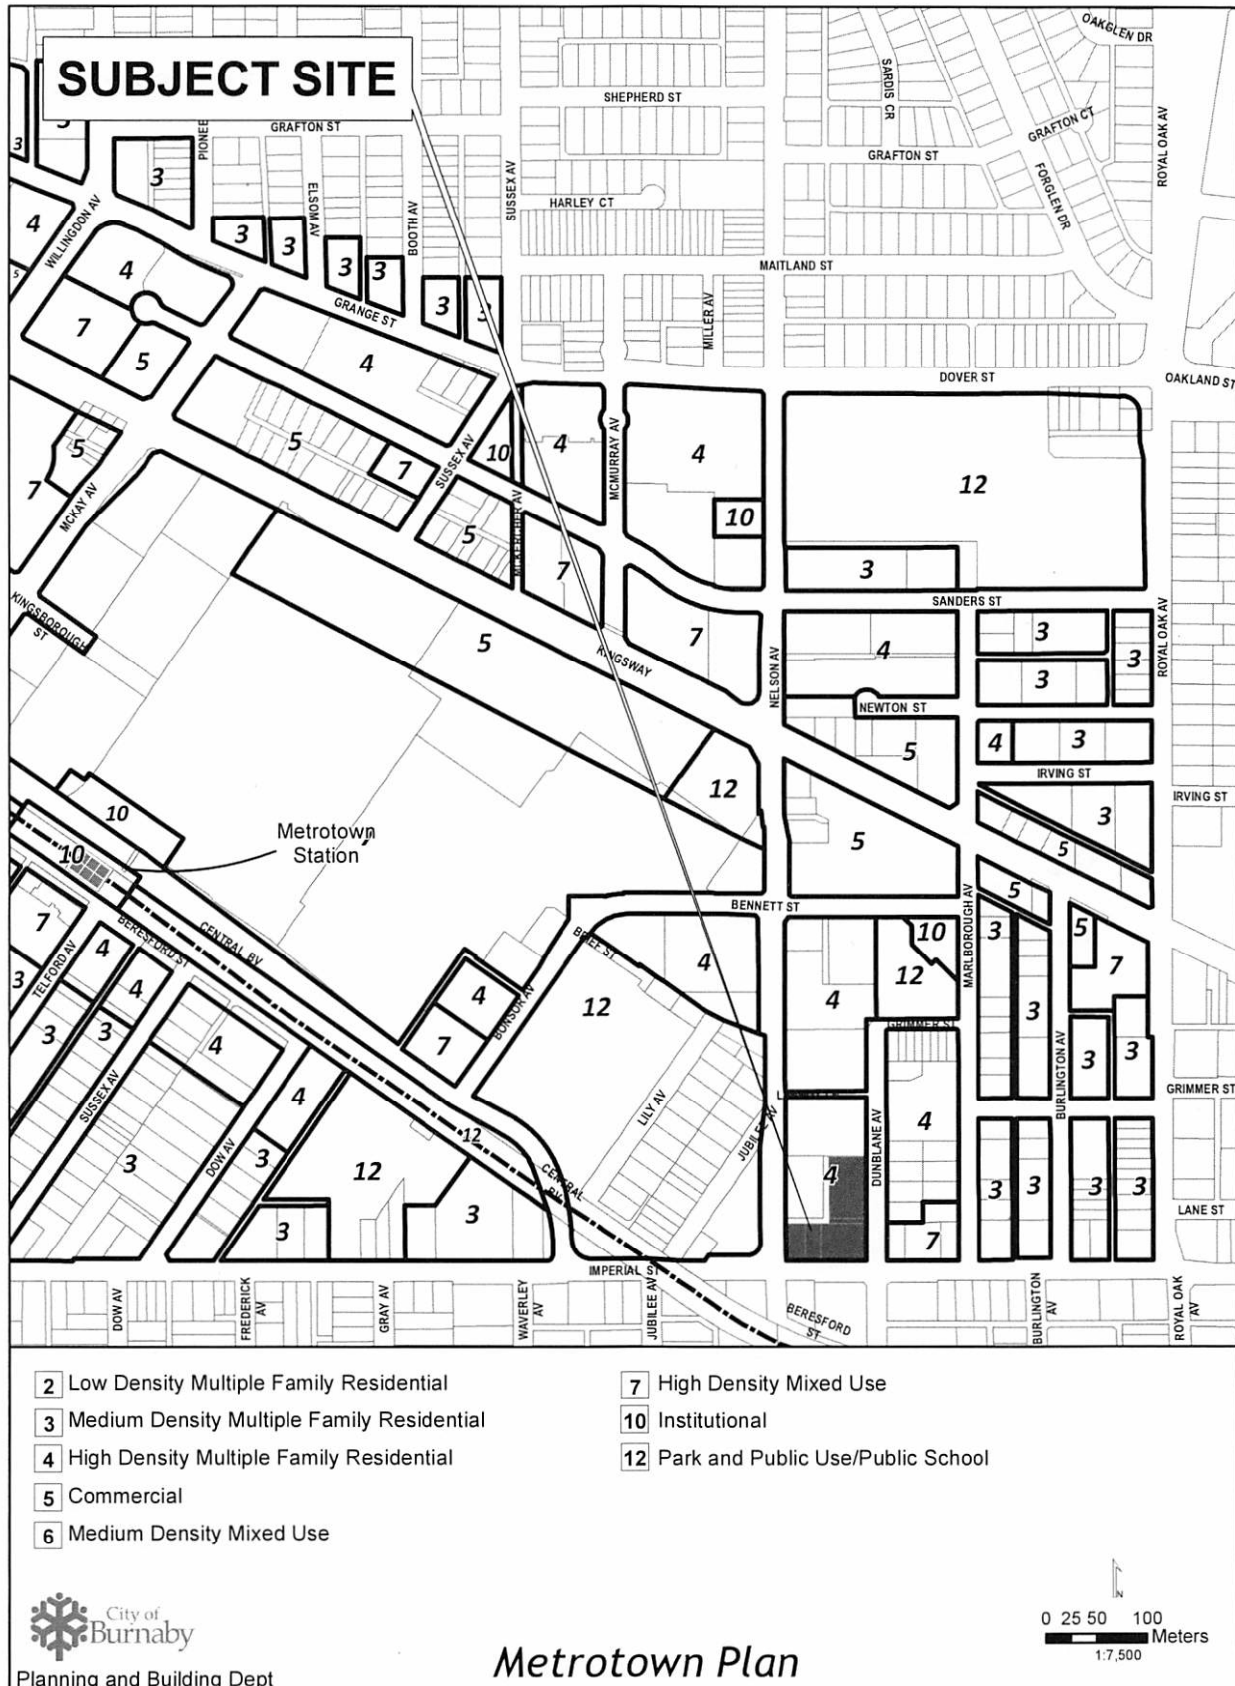 SUBJECT SITE
OAKGLEN DR
SHEPHERD ST
SARDIS CR
GRAFTON CT
ROYAL OAK AV
GRAFTON ST
GRAFTON ST
FORGLEN DR
ELSOM AV
BOOTH AV
SUSSEX AV
HARLEY CT
WILLINGDON AV
MAITLAND ST
MILLER AV
GRANGE ST
DOVER ST
OAKLAND ST
MCMURRAY AV
SUSSEX AV
MCKAY AV
MCKERCHER AV
SANDERS ST
ROYAL OAK AV
KINGSBOROUGH ST
KINGSWAY
NELSON AV
NEWTON ST
IRVING ST
IRVING ST
Metrotown
Station
BENNETT ST
MARLBOROUGH AV
BERESFORD ST
CENTRAL BV
TELFORD AV
BRIEF ST
BONSOR AV
GRIMMER ST
BURLINGTON AV
GRIMMER ST
SUSSEX AV
LILY AV
JUBILEE AV
DUNBLANE AV
DOW AV
CENTRAL BV
LANE ST
IMPERIAL ST
DOW AV
FREDERICK AV
GRAY AV
WAVERLEY AV
JUBILEE AV
BERESFORD ST
BURLINGTON AV
ROYAL OAK AV
2 Low Density Multiple Family Residential
3 Medium Density Multiple Family Residential
4 High Density Multiple Family Residential
5 Commercial
6 Medium Density Mixed Use
7 High Density Mixed Use
10 Institutional
12 Park and Public Use/Public School
City of
Burnaby
Planning and Building Dept
Metrotown Plan
N
0 25 50 100
Meters
1:7,500